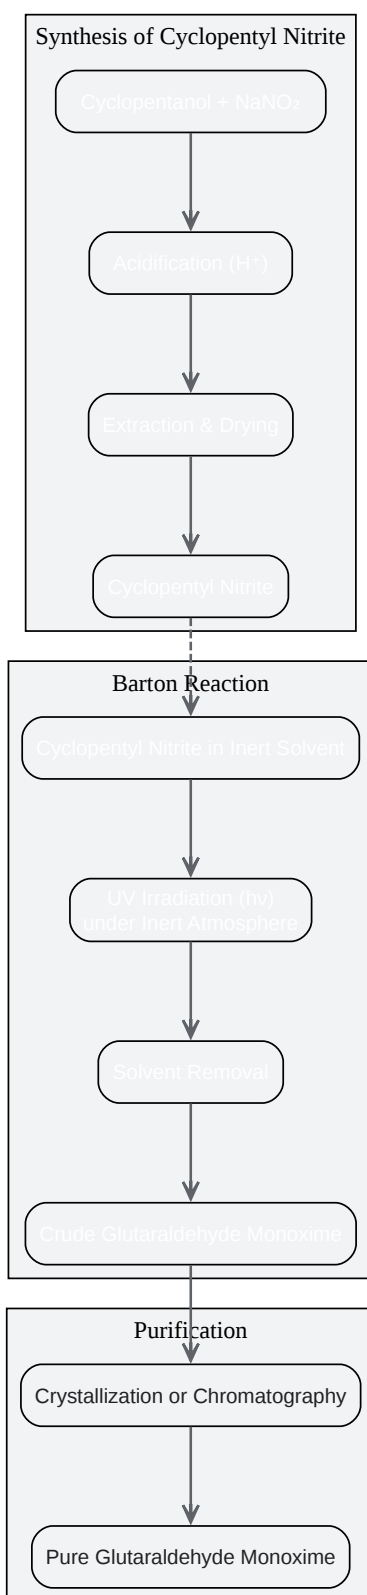 Synthesis of Cyclopentyl Nitrite
Cyclopentanol + NaNO₂
Acidification (H⁺)
Extraction & Drying
Cyclopentyl Nitrite
Barton Reaction
Cyclopentyl Nitrite in Inert Solvent
UV Irradiation (hν)
under Inert Atmosphere
Solvent Removal
Crude Glutaraldehyde Monoxime
Purification
Crystallization or Chromatography
Pure Glutaraldehyde Monoxime